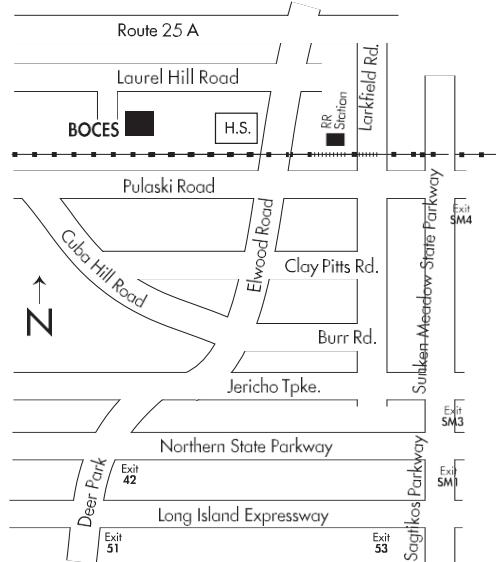 Route 25 A
Laurel Hill Road
Larkfield Rd.
BOCES
H.S.
RR
Station
Pulaski Road
Exit
SM4
Sunken Meadow State Parkway
Elwood Road
Cuba Hill Road
Clay Pitts Rd.
N
Burr Rd.
Jericho Tpke.
Exit
SM3
Northern State Parkway
Sagtikos Parkway
Deer Park
Exit
42
Exit
SM1
Long Island Expressway
Exit
51
Exit
53